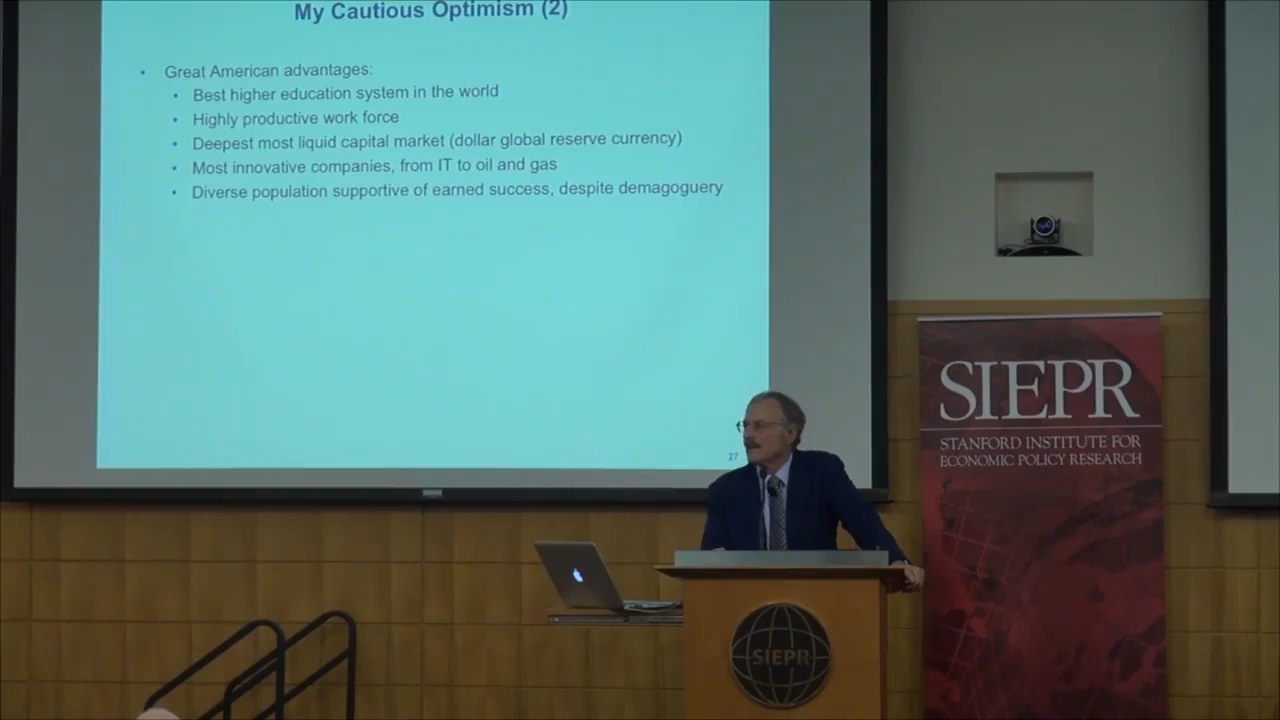 My Cautious Optimism (2)
• Great American advantages:
• Best higher education system in the world
• Highly productive work force
• Deepest most liquid capital market (dollar global reserve currency)
• Most innovative companies, from IT to oil and gas
• Diverse population supportive of earned success, despite demagoguery
27
SIEPR
STANFORD INSTITUTE FOR
ECONOMIC POLICY RESEARCH
SIEPR